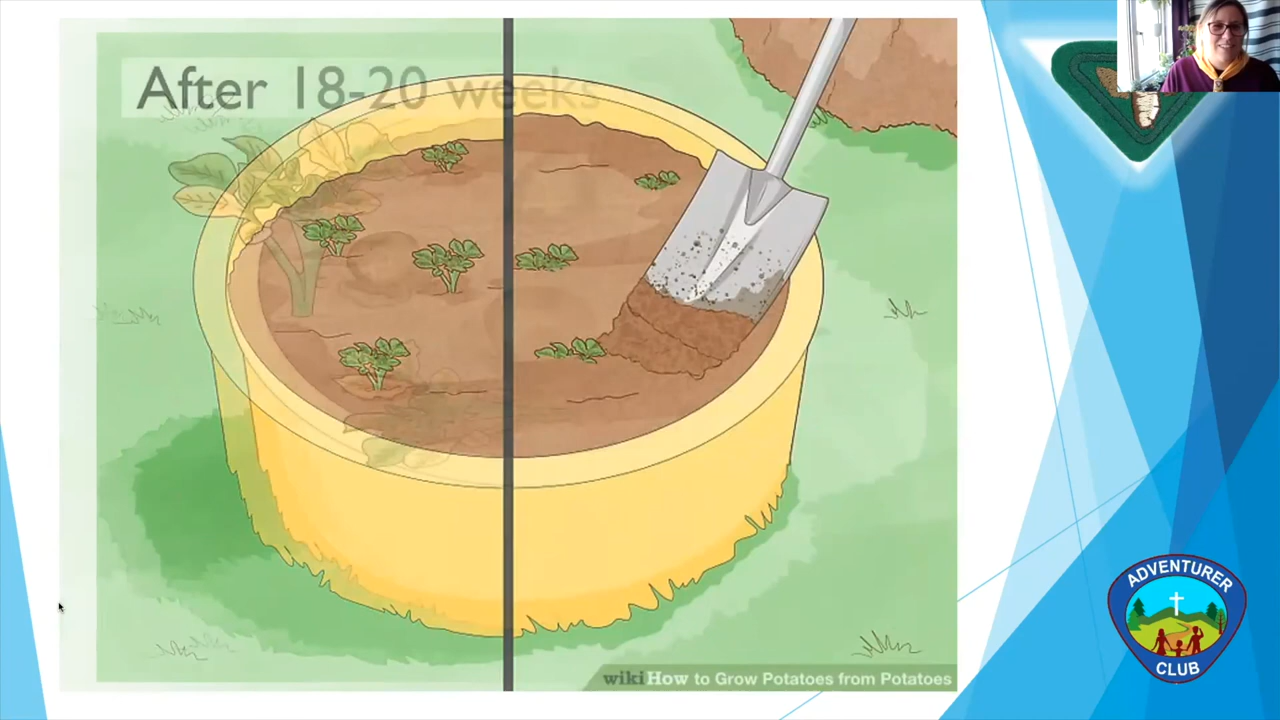 After 18-20 weeks
wikiHow to Grow Potatoes from Potatoes
ADVENTURER
CLUB